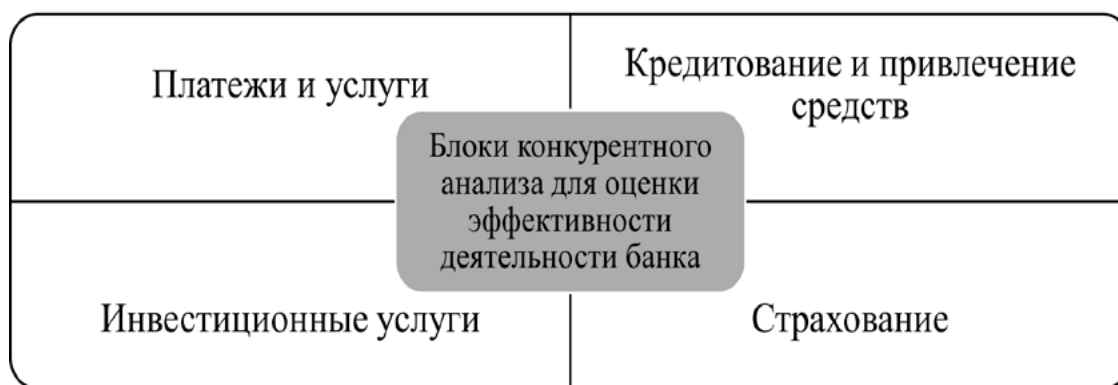 Платежи и услуги
Кредитование и привлечение
средств
Блоки конкурентного
анализа для оценки
эффективности
деятельности банка
Инвестиционные услуги
Страхование